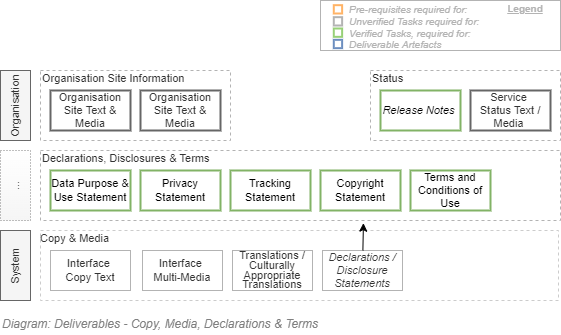 Legend
Pre-requisites required for:
Unverified Tasks required for:
Verified Tasks, required for:
Deliverable Artefacts
Organisation
Organisation Site Information
Organisation
Site Text &
Media
Organisation
Site Text &
Media
Status
Release Notes
Service
Status Text /
Media
...
Declarations, Disclosures & Terms
Data Purpose &
Use Statement
Privacy
Statement
Tracking
Statement
Copyright
Statement
Terms and
Conditions of
Use
System
Copy & Media
Interface
Copy Text
Interface
Multi-Media
Translations /
Culturally
Appropriate
Translations
Declarations /
Disclosure
Statements
Diagram: Deliverables - Copy, Media, Declarations & Terms